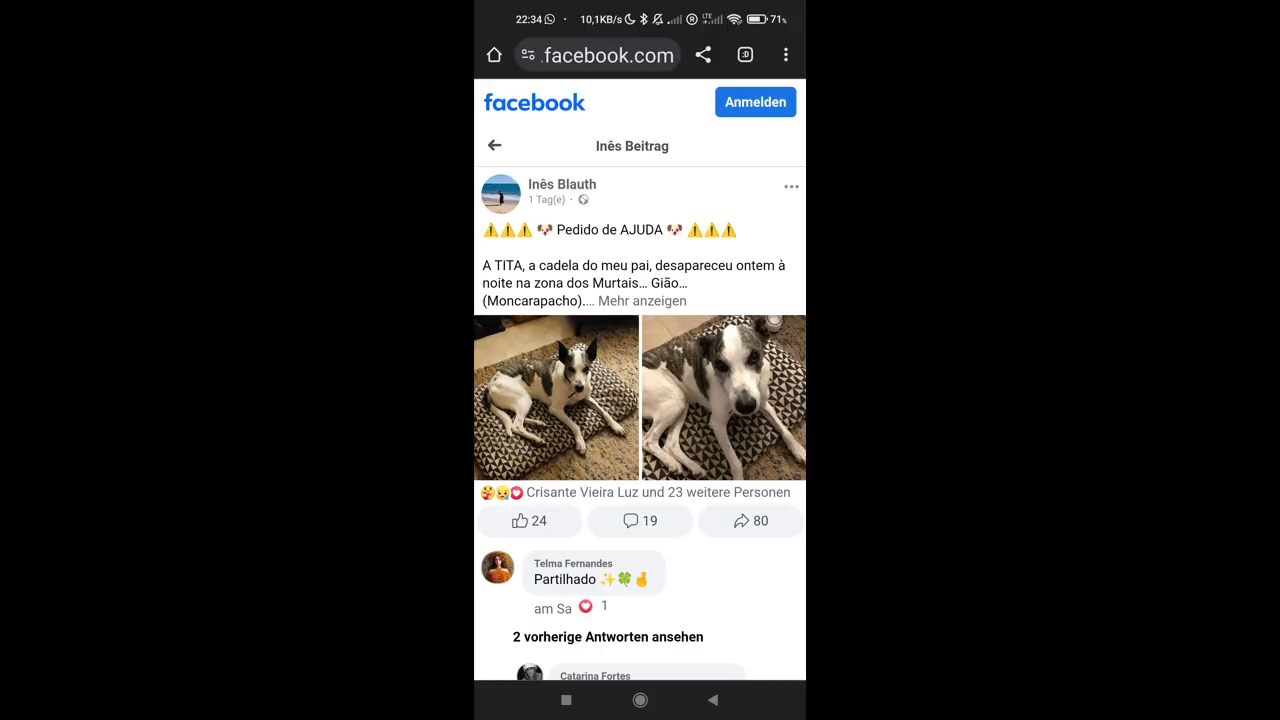 22:34 · 10,1KB/s R LTE 71%
.facebook.com :D
facebook Anmelden
Inês Beitrag
Inês Blauth
1 Tag(e) ·
⚠️⚠️⚠️ 🐶 Pedido de AJUDA 🐶 ⚠️⚠️⚠️
A TITA, a cadela do meu pai, desapareceu ontem à
noite na zona dos Murtais... Gião...
(Moncarapacho).... Mehr anzeigen
Crisante Vieira Luz und 23 weitere Personen
24 19 80
Telma Fernandes
Partilhado ✨🍀🤞
am Sa 1
2 vorherige Antworten ansehen
Catarina Fortes